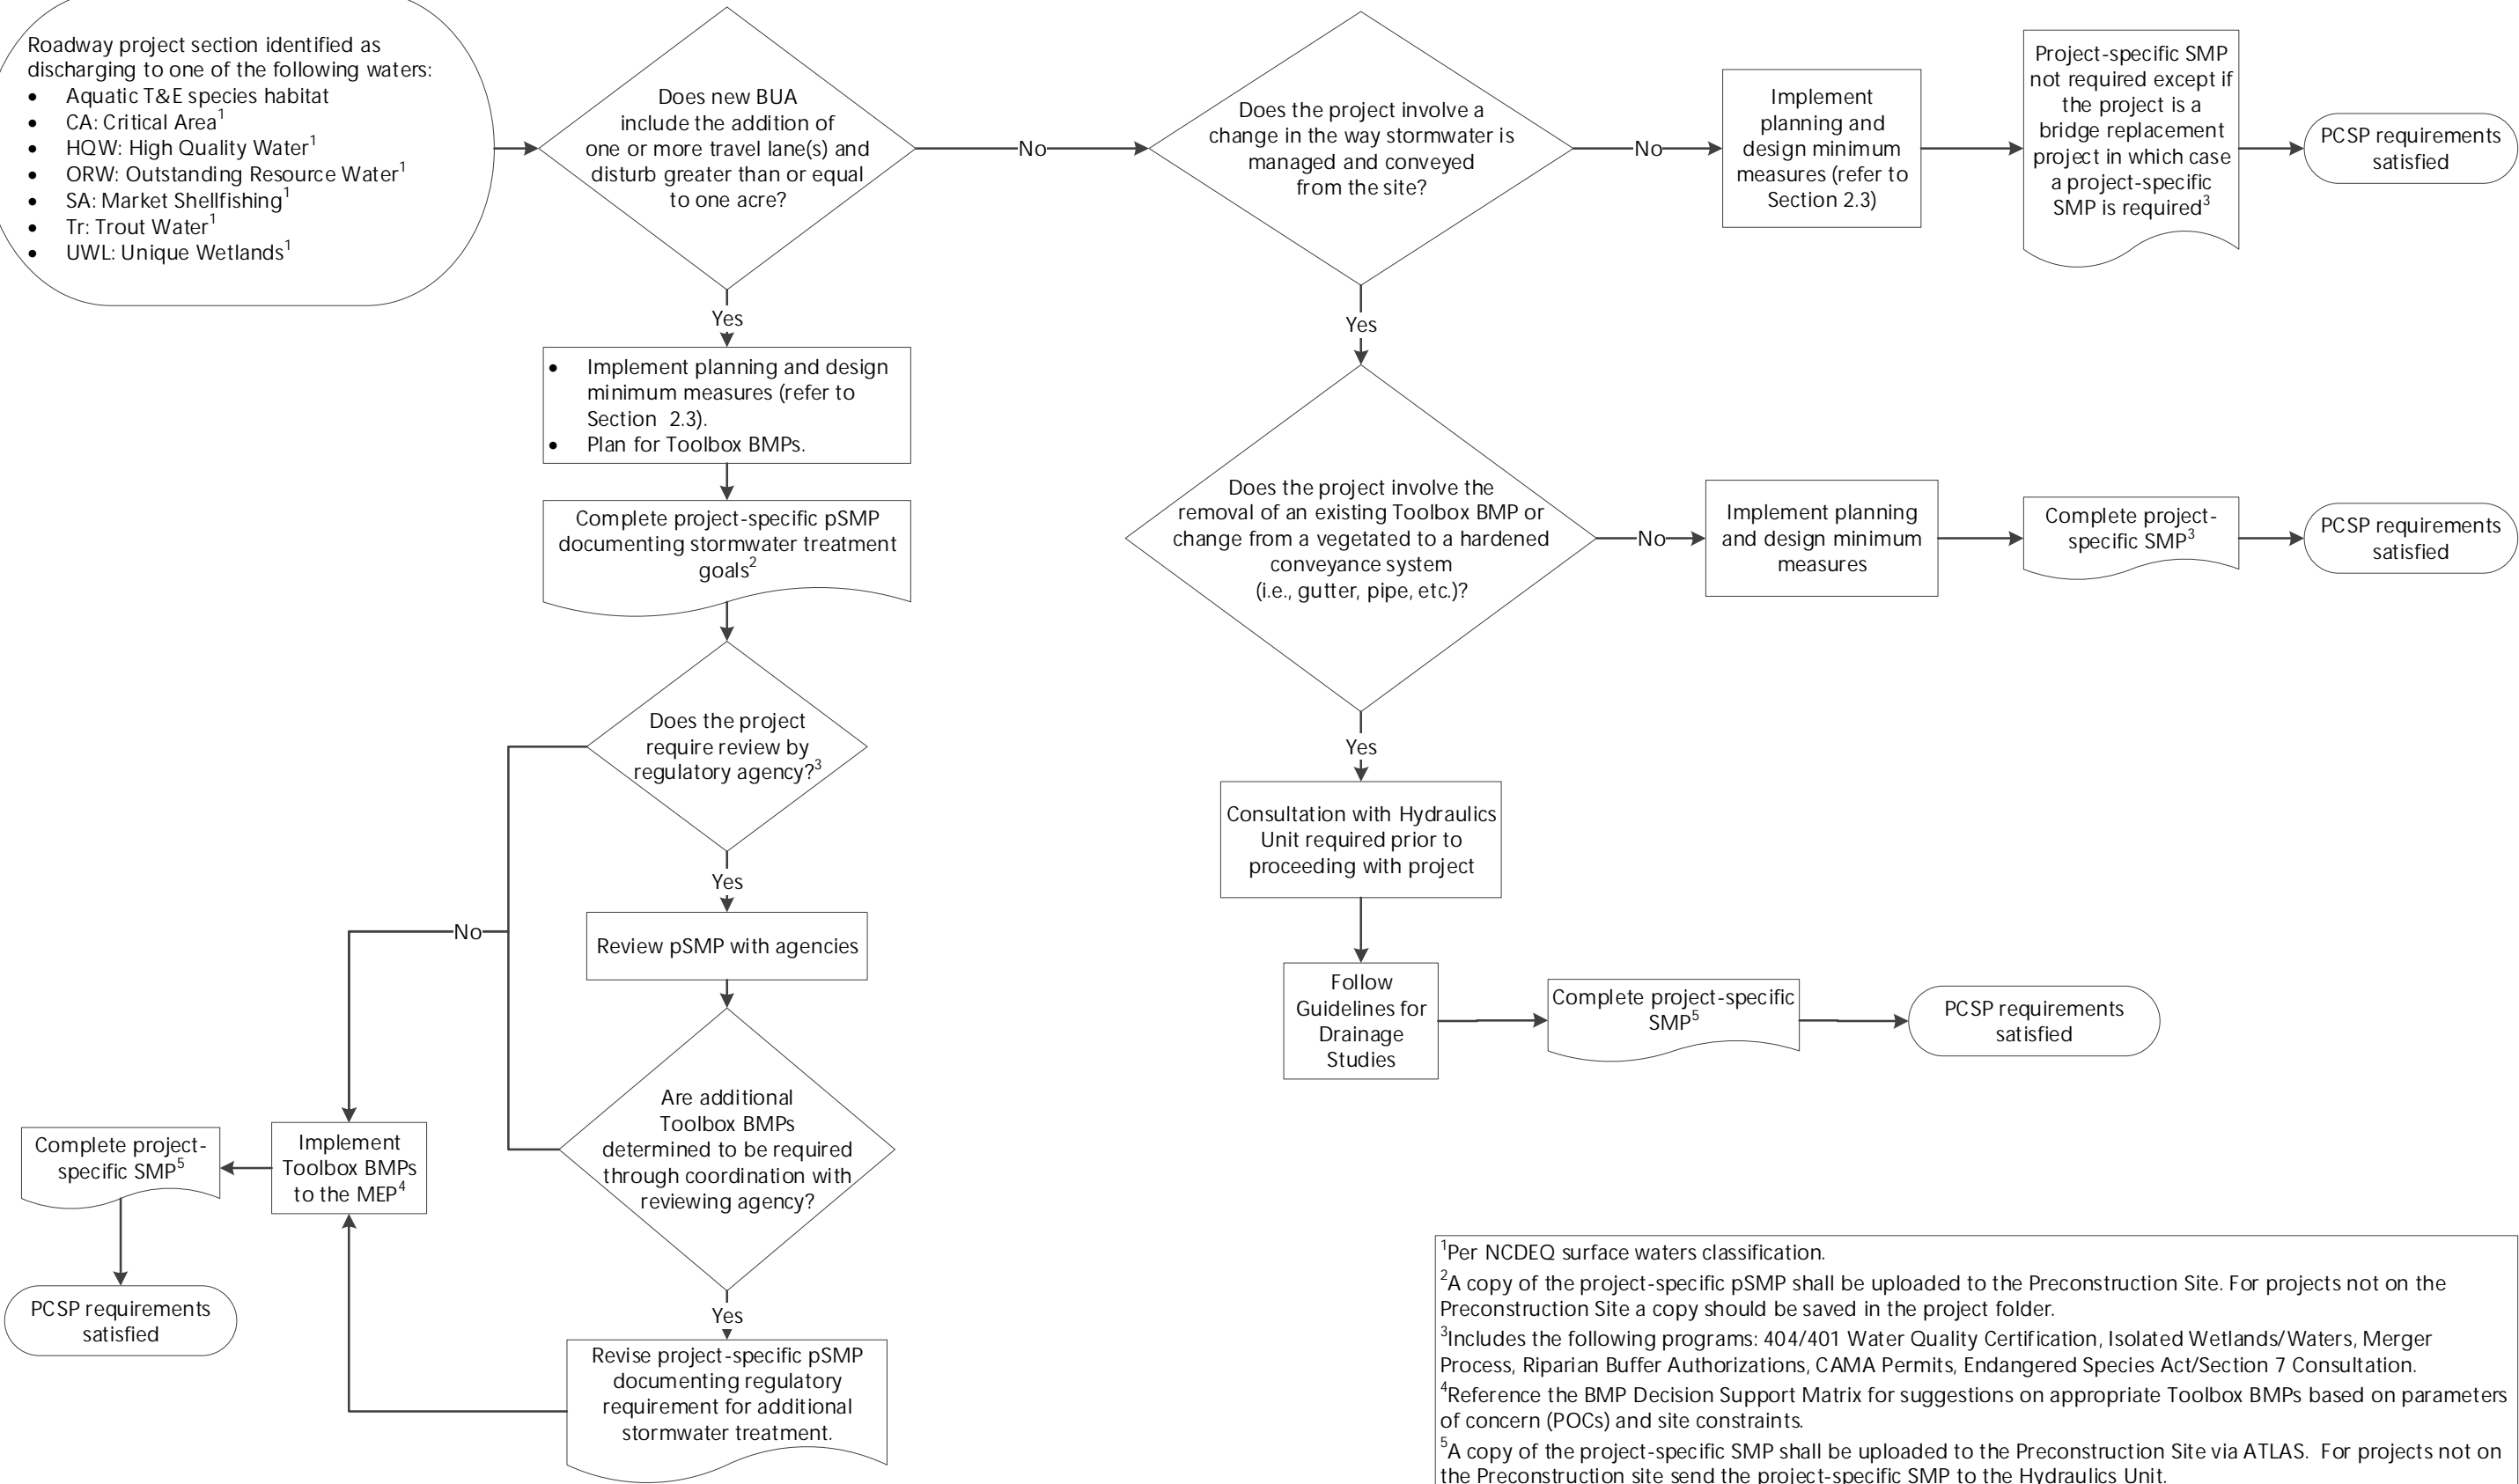 Roadway project section identified as
discharging to one of the following waters:
• Aquatic T&E species habitat
• CA: Critical Area1
• HQW: High Quality Water1
• ORW: Outstanding Resource Water1
• SA: Market Shellfishing1
• Tr: Trout Water1
• UWL: Unique Wetlands1
Does new BUA
include the addition of
one or more travel lane(s) and
disturb greater than or equal
to one acre?
No
Does the project involve a
change in the way stormwater is
managed and conveyed
from the site?
No
Implement
planning and
design minimum
measures (refer to
Section 2.3)
Project-specific SMP
not required except if
the project is a
bridge replacement
project in which case
a project-specific
SMP is required3
PCSP requirements
satisfied
Yes
• Implement planning and design
minimum measures (refer to
Section 2.3).
• Plan for Toolbox BMPs.
Complete project-specific pSMP
documenting stormwater treatment
goals2
Does the project
require review by
regulatory agency?3
Yes
No
Review pSMP with agencies
Are additional
Toolbox BMPs
determined to be required
through coordination with
reviewing agency?
Yes
Revise project-specific pSMP
documenting regulatory
requirement for additional
stormwater treatment.
Implement
Toolbox BMPs
to the MEP4
Complete project-
specific SMP5
PCSP requirements
satisfied
Yes
Does the project involve the
removal of an existing Toolbox BMP or
change from a vegetated to a hardened
conveyance system
(i.e., gutter, pipe, etc.)?
No
Implement planning
and design minimum
measures
Complete project-
specific SMP3
PCSP requirements
satisfied
Yes
Consultation with Hydraulics
Unit required prior to
proceeding with project
Follow
Guidelines for
Drainage
Studies
Complete project-specific
SMP5
PCSP requirements
satisfied
1Per NCDEQ surface waters classification.
2A copy of the project-specific pSMP shall be uploaded to the Preconstruction Site. For projects not on the
Preconstruction Site a copy should be saved in the project folder.
3Includes the following programs: 404/401 Water Quality Certification, Isolated Wetlands/Waters, Merger
Process, Riparian Buffer Authorizations, CAMA Permits, Endangered Species Act/Section 7 Consultation.
4Reference the BMP Decision Support Matrix for suggestions on appropriate Toolbox BMPs based on parameters
of concern (POCs) and site constraints.
5A copy of the project-specific SMP shall be uploaded to the Preconstruction Site via ATLAS. For projects not on
the Preconstruction site send the project-specific SMP to the Hydraulics Unit.